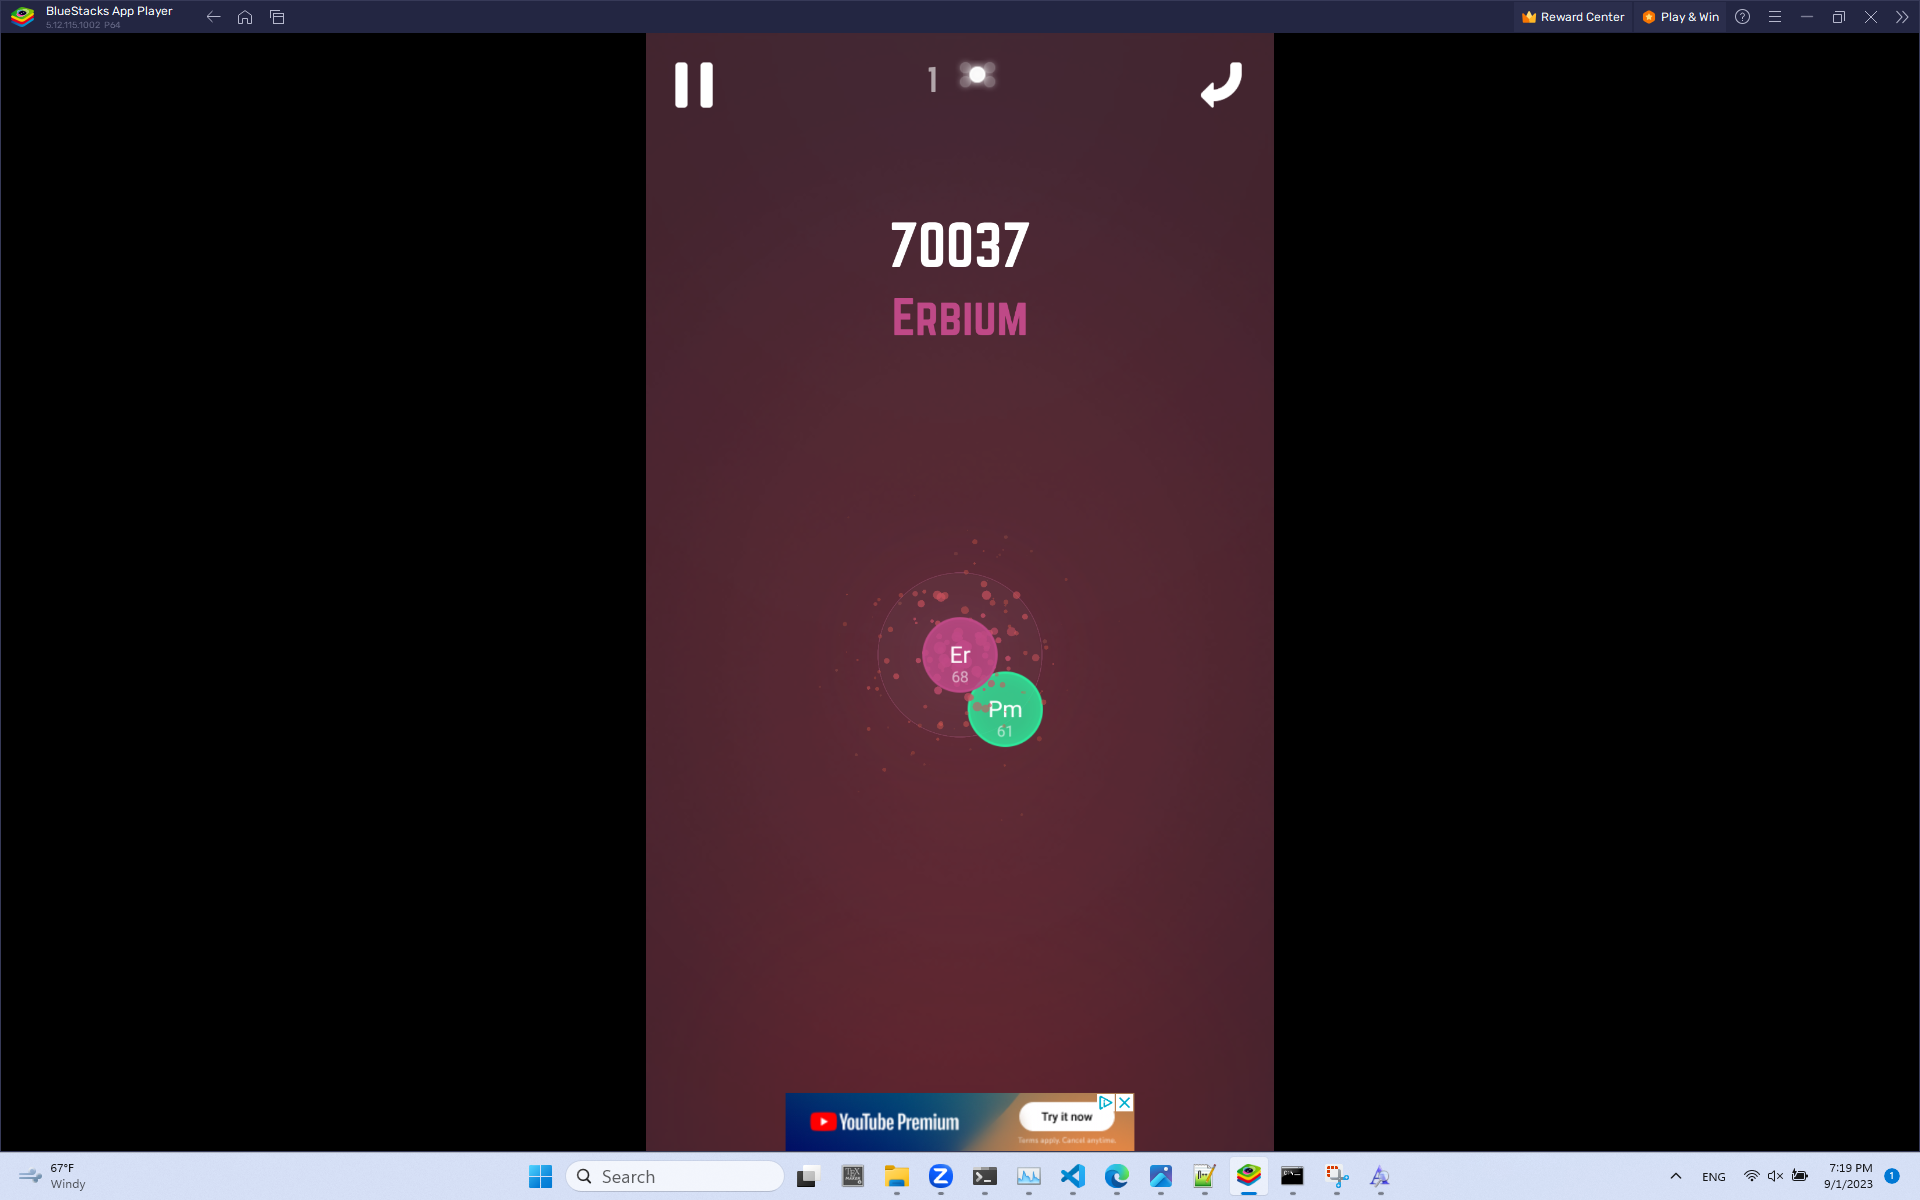 BlueStacks App Player
5.12.115.1002 P64
Reward Center
Play & Win
1
70037
Erbium
Er
68
Pm
61
YouTube Premium
Try it now
Terms apply. Cancel anytime.
67°F
Windy
Search
ENG
7:19 PM
9/1/2023
1